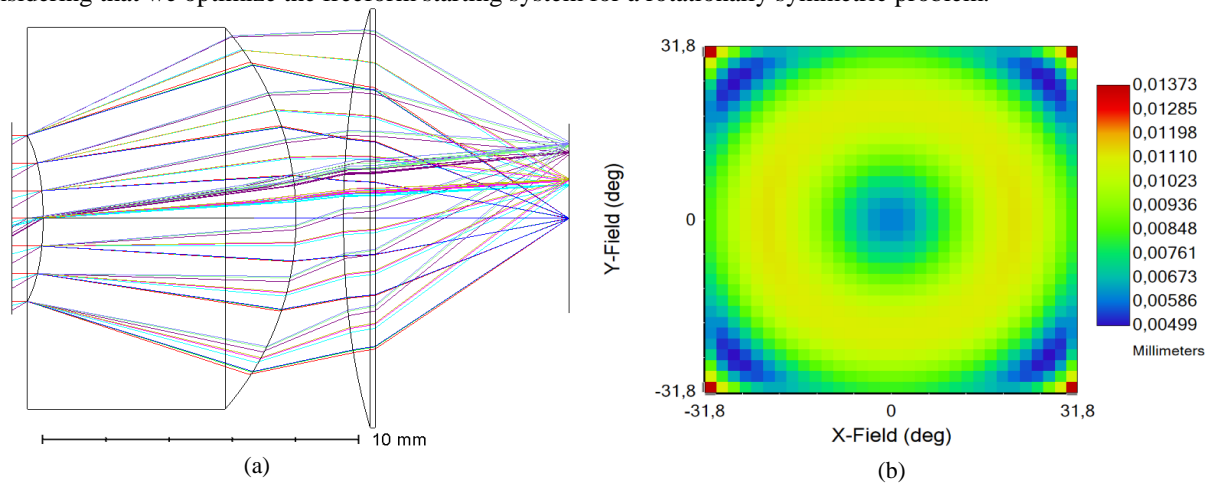 considering that we optimize the freeform starting system for a rotationally symmetric problem.
10 mm
(a)
31,8
0
-31,8
Y-Field (deg)
-31,8
0
31,8
X-Field (deg)
0,01373
0,01285
0,01198
0,01110
0,01023
0,00936
0,00848
0,00761
0,00673
0,00586
0,00499
Millimeters
(b)